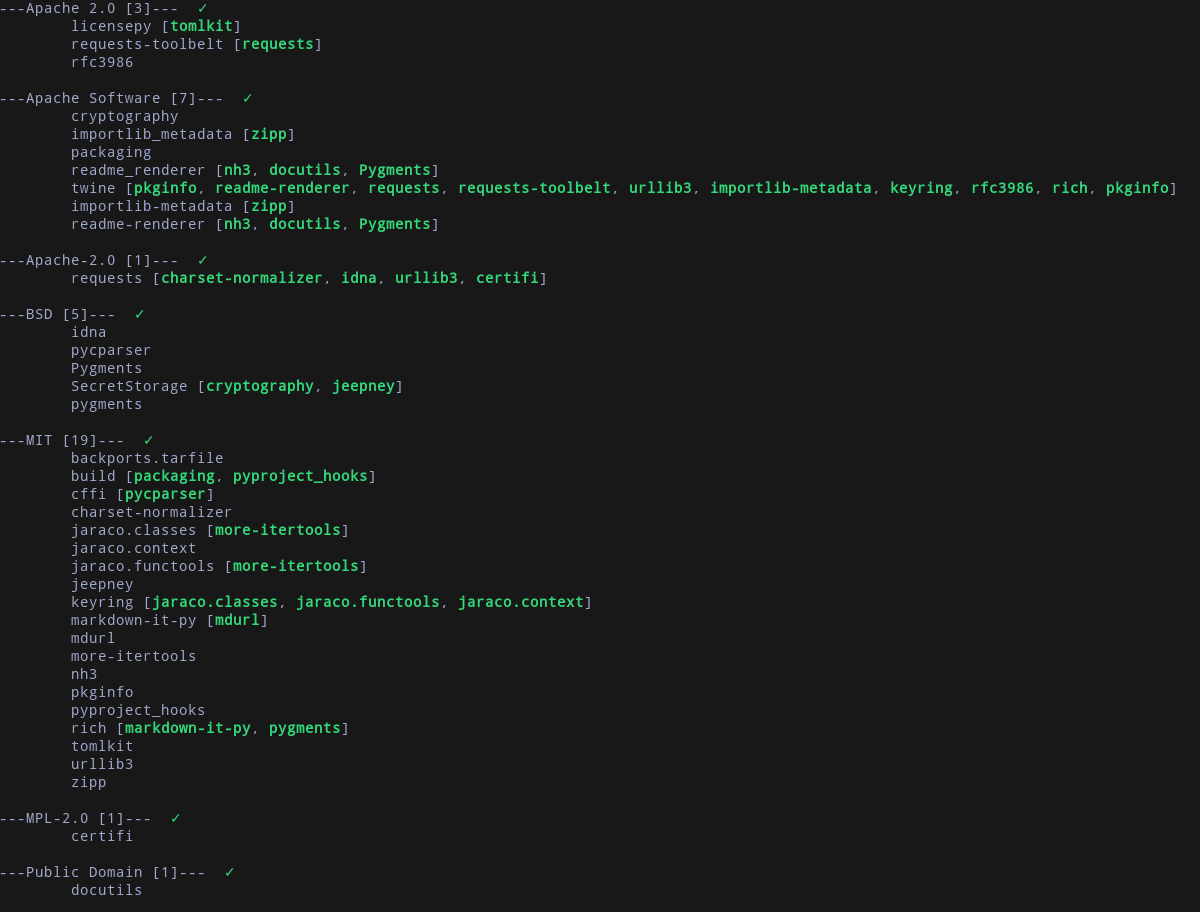 ---Apache 2.0 [3]--- ✓
licensepy [tomlkit]
requests-toolbelt [requests]
rfc3986
---Apache Software [7]--- ✓
cryptography
importlib_metadata [zipp]
packaging
readme_renderer [nh3, docutils, Pygments]
twine [pkginfo, readme-renderer, requests, requests-toolbelt, urllib3, importlib-metadata, keyring, rfc3986, rich, pkginfo]
importlib-metadata [zipp]
readme-renderer [nh3, docutils, Pygments]
---Apache-2.0 [1]--- ✓
requests [charset-normalizer, idna, urllib3, certifi]
---BSD [5]--- ✓
idna
pycparser
Pygments
SecretStorage [cryptography, jeepney]
pygments
---MIT [19]--- ✓
backports.tarfile
build [packaging, pyproject_hooks]
cffi [pycparser]
charset-normalizer
jaraco.classes [more-itertools]
jaraco.context
jaraco.functools [more-itertools]
jeepney
keyring [jaraco.classes, jaraco.functools, jaraco.context]
markdown-it-py [mdurl]
mdurl
more-itertools
nh3
pkginfo
pyproject_hooks
rich [markdown-it-py, pygments]
tomlkit
urllib3
zipp
---MPL-2.0 [1]--- ✓
certifi
---Public Domain [1]--- ✓
docutils